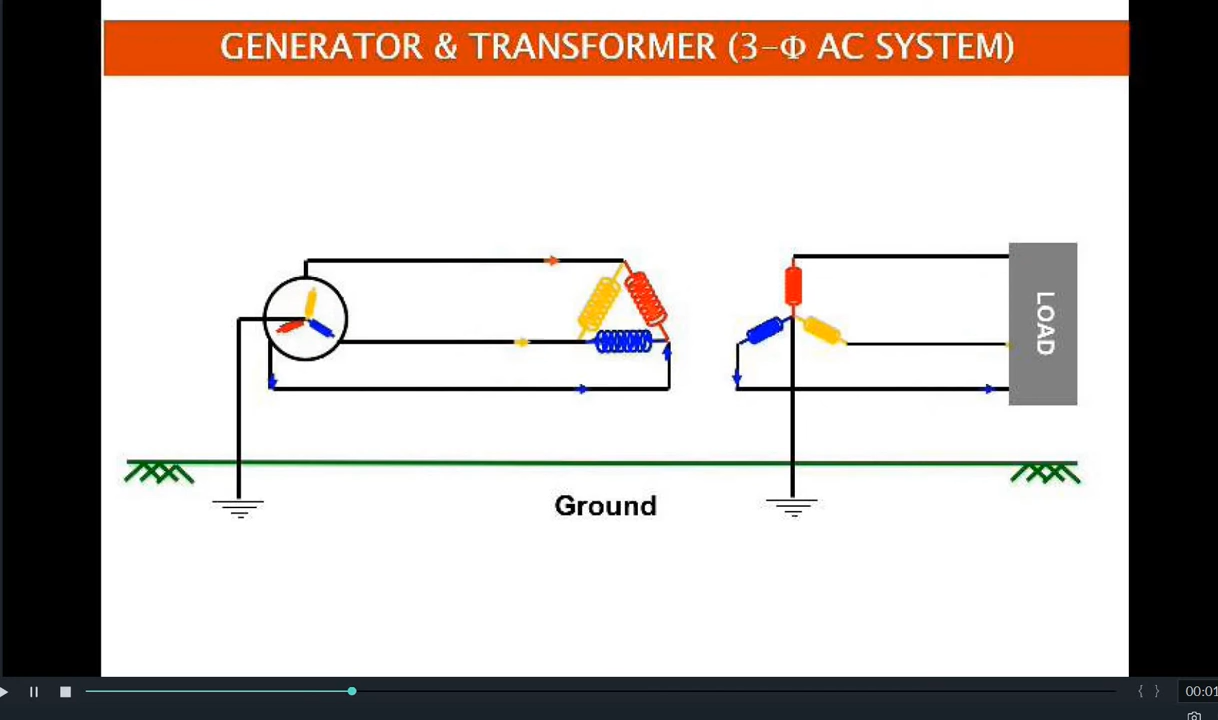 GENERATOR & TRANSFORMER (3-Φ AC SYSTEM)
LOAD
Ground
{ }
00:01